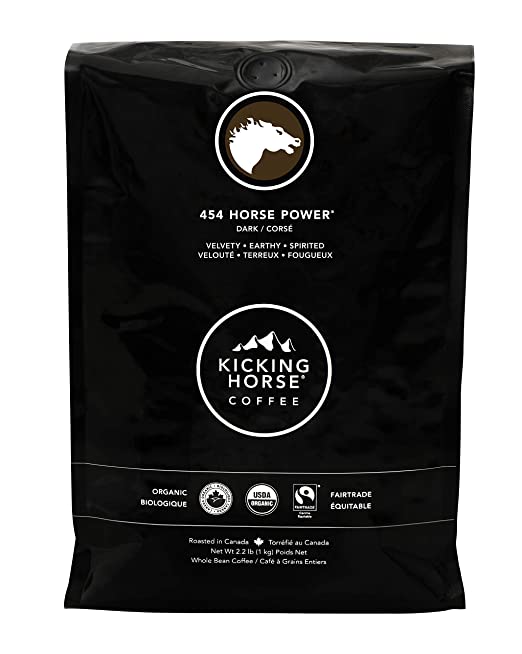 454 HORSE POWER®
DARK / CORSÉ
VELVETY • EARTHY • SPIRITED
VELOUTÉ • TERREUX • FOUGUEUX
KICKING
HORSE®
COFFEE
ORGANIC
BIOLOGIQUE
USDA
ORGANIC
FAIRTRADE
FAIRTRADE
ÉQUITABLE
Roasted in Canada Torréfié au Canada
Net Wt 2.2 lb (1 kg) Poids Net
Whole Bean Coffee / Café à Grains Entiers